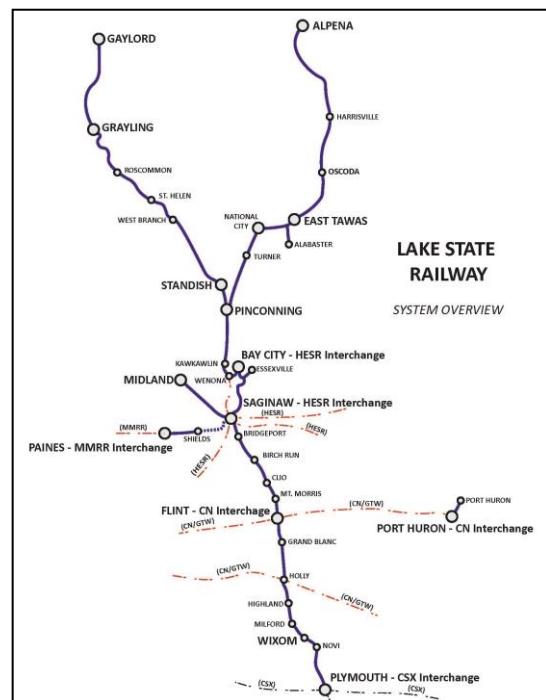 GAYLORD
ALPENA
GRAYLING
HARRISVILLE
ROSCOMMON
OSCODA
ST. HELEN
WEST BRANCH
NATIONAL
CITY
EAST TAWAS
ALABASTER
TURNER
LAKE STATE
RAILWAY
SYSTEM OVERVIEW
STANDISH
PINCONNING
KAWKAWLIN
BAY CITY - HESR Interchange
WENONA
ESSEXVILLE
MIDLAND
SAGINAW - HESR Interchange
(HESR)
(MMRR)
BRIDGEPORT
(HESR)
SHIELDS
PAINES - MMRR Interchange
(HESR)
BIRCH RUN
CLIO
MT. MORRIS
FLINT - CN Interchage
(CN/GTW)
(CN/GTW)
PORT HURON
PORT HURON - CN Interchange
GRAND BLANC
(CN/GTW)
HOLLY
(CN/GTW)
HIGHLAND
MILFORD
WIXOM
NOVI
PLYMOUTH - CSX Interchange
(CSX)
(CSX)